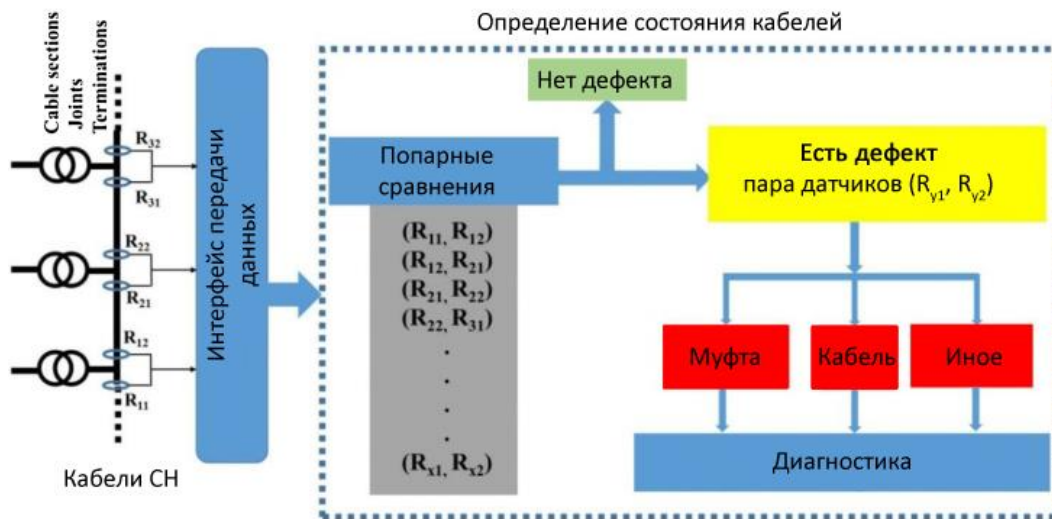 Определение состояния кабелей
Cable sections
Joints
Terminations
R₃₂
R₃₁
R₂₂
R₂₁
R₁₂
R₁₁
Кабели СН
Интерфейс передачи
данных
Нет дефекта
Попарные
сравнения
(R₁₁, R₁₂)
(R₁₂, R₂₁)
(R₂₁, R₂₂)
(R₂₂, R₃₁)
.
.
.
.
.
(Rₓ₁, Rₓ₂)
Есть дефект
пара датчиков (R_y1, R_y2)
Муфта
Кабель
Иное
Диагностика